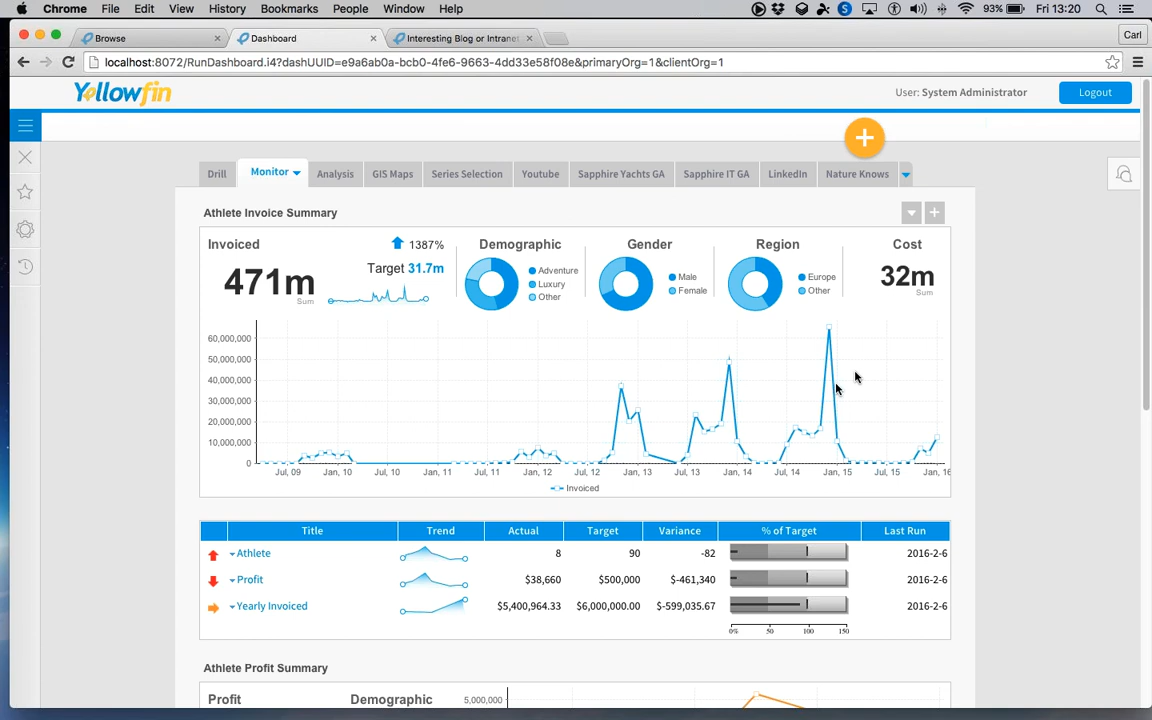 Chrome File Edit View History Bookmarks People Window Help 93% Fri 13:20
Browse Dashboard Interesting Blog or Intranet Carl
localhost:8072/RunDashboard.i4?dashUUID=e9a6ab0a-bcb0-4fe6-9663-4dd33e58f08e&primaryOrg=1&clientOrg=1
Yellowfin User: System Administrator Logout
Drill Monitor Analysis GIS Maps Series Selection Youtube Sapphire Yachts GA Sapphire IT GA LinkedIn Nature Knows
Athlete Invoice Summary
Invoiced 1387% Demographic Gender Region Cost
471m Target 31.7m Adventure Male Europe 32m
Luxury Female Other
Sum Other Sum
60,000,000
50,000,000
40,000,000
30,000,000
20,000,000
10,000,000
0
Jul, 09 Jan, 10 Jul, 10 Jan, 11 Jul, 11 Jan, 12 Jul, 12 Jan, 13 Jul, 13 Jan, 14 Jul, 14 Jan, 15 Jul, 15 Jan, 16
Invoiced
Title Trend Actual Target Variance % of Target Last Run
Athlete 8 90 -82 2016-2-6
Profit $38,660 $500,000 $-461,340 2016-2-6
Yearly Invoiced $5,400,964.33 $6,000,000.00 $-599,035.67 2016-2-6
0% 50 100 150
Athlete Profit Summary
Profit Demographic 5,000,000